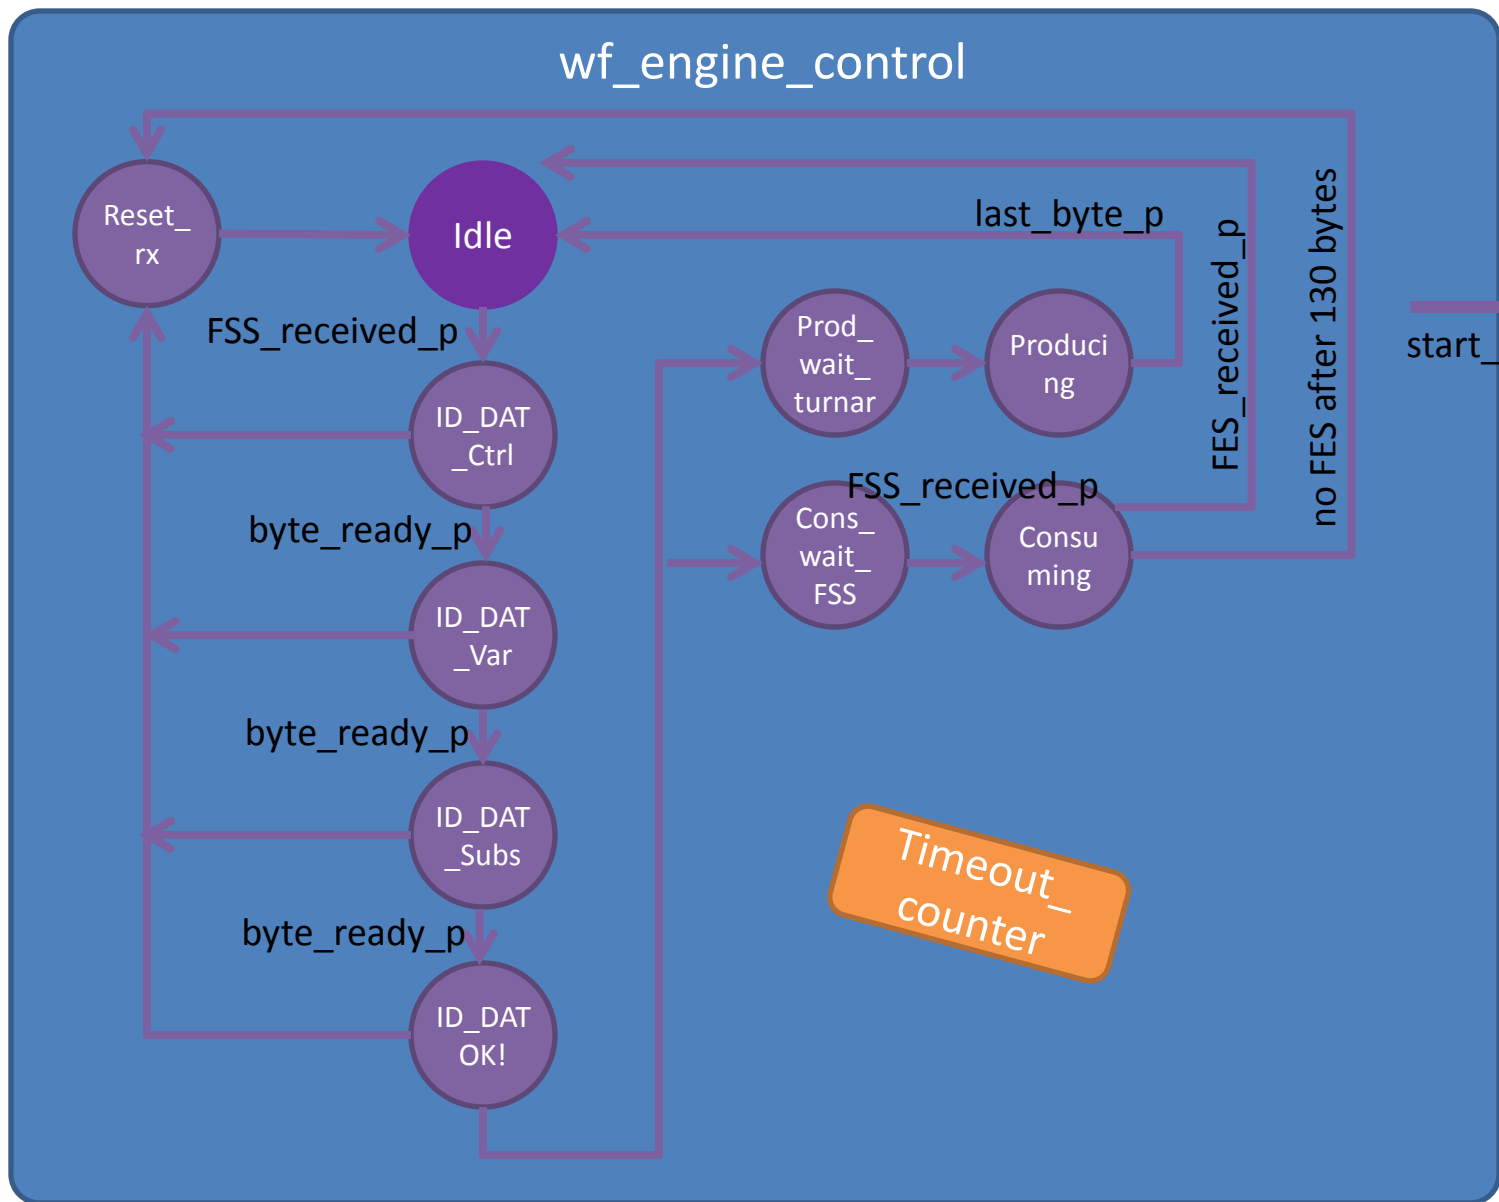 wf_engine_control
Reset_
rx
Idle
last_byte_p
FES_received_p
no FES after 130 bytes
start_
FSS_received_p
Prod_
wait_
turnar
Produci
ng
ID_DAT
_Ctrl
FSS_received_p
Cons_
wait_
FSS
Consu
ming
byte_ready_p
ID_DAT
_Var
byte_ready_p
ID_DAT
_Subs
Timeout_
counter
byte_ready_p
ID_DAT
OK!